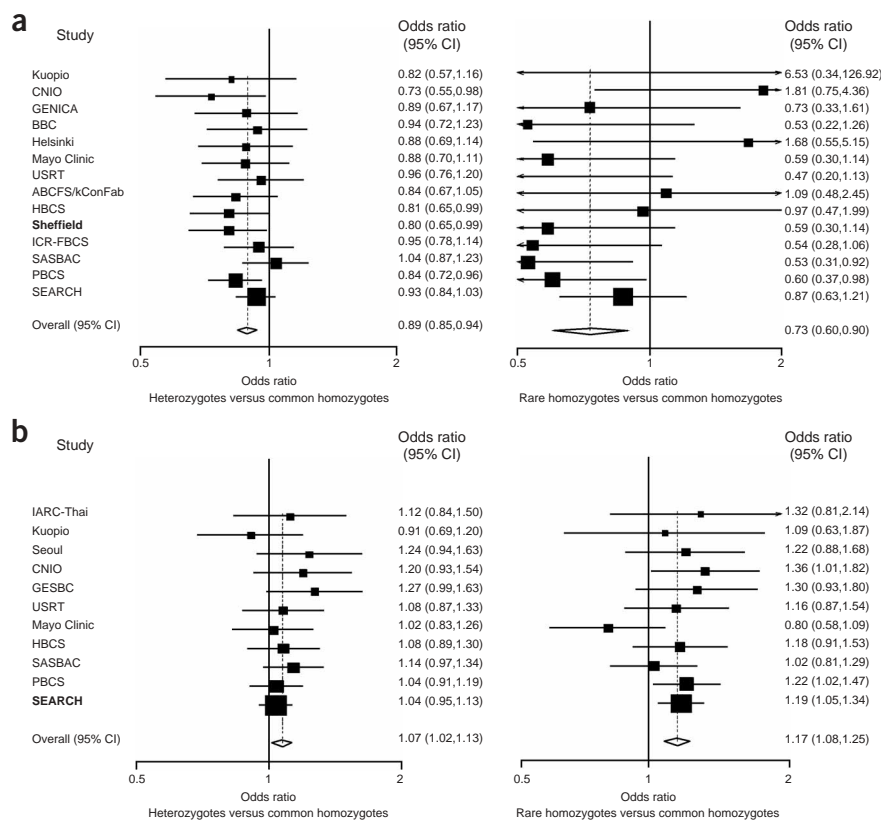 a
Study
Odds ratio
(95% CI)
Odds ratio
(95% CI)
Kuopio 0.82 (0.57,1.16) 6.53 (0.34,126.92)
CNIO 0.73 (0.55,0.98) 1.81 (0.75,4.36)
GENICA 0.89 (0.67,1.17) 0.73 (0.33,1.61)
BBC 0.94 (0.72,1.23) 0.53 (0.22,1.26)
Helsinki 0.88 (0.69,1.14) 1.68 (0.55,5.15)
Mayo Clinic 0.88 (0.70,1.11) 0.59 (0.30,1.14)
USRT 0.96 (0.76,1.20) 0.47 (0.20,1.13)
ABCFS/kConFab 0.84 (0.67,1.05) 1.09 (0.48,2.45)
HBCS 0.81 (0.65,0.99) 0.97 (0.47,1.99)
Sheffield 0.80 (0.65,0.99) 0.59 (0.30,1.14)
ICR-FBCS 0.95 (0.78,1.14) 0.54 (0.28,1.06)
SASBAC 1.04 (0.87,1.23) 0.53 (0.31,0.92)
PBCS 0.84 (0.72,0.96) 0.60 (0.37,0.98)
SEARCH 0.93 (0.84,1.03) 0.87 (0.63,1.21)
Overall (95% CI) 0.89 (0.85,0.94) 0.73 (0.60,0.90)
0.5 1 2 0.5 1 2
Odds ratio Odds ratio
Heterozygotes versus common homozygotes Rare homozygotes versus common homozygotes
b
Study
Odds ratio
(95% CI)
Odds ratio
(95% CI)
IARC-Thai 1.12 (0.84,1.50) 1.32 (0.81,2.14)
Kuopio 0.91 (0.69,1.20) 1.09 (0.63,1.87)
Seoul 1.24 (0.94,1.63) 1.22 (0.88,1.68)
CNIO 1.20 (0.93,1.54) 1.36 (1.01,1.82)
GESBC 1.27 (0.99,1.63) 1.30 (0.93,1.80)
USRT 1.08 (0.87,1.33) 1.16 (0.87,1.54)
Mayo Clinic 1.02 (0.83,1.26) 0.80 (0.58,1.09)
HBCS 1.08 (0.89,1.30) 1.18 (0.91,1.53)
SASBAC 1.14 (0.97,1.34) 1.02 (0.81,1.29)
PBCS 1.04 (0.91,1.19) 1.22 (1.02,1.47)
SEARCH 1.04 (0.95,1.13) 1.19 (1.05,1.34)
Overall (95% CI) 1.07 (1.02,1.13) 1.17 (1.08,1.25)
0.5 1 2 0.5 1 2
Odds ratio Odds ratio
Heterozygotes versus common homozygotes Rare homozygotes versus common homozygotes